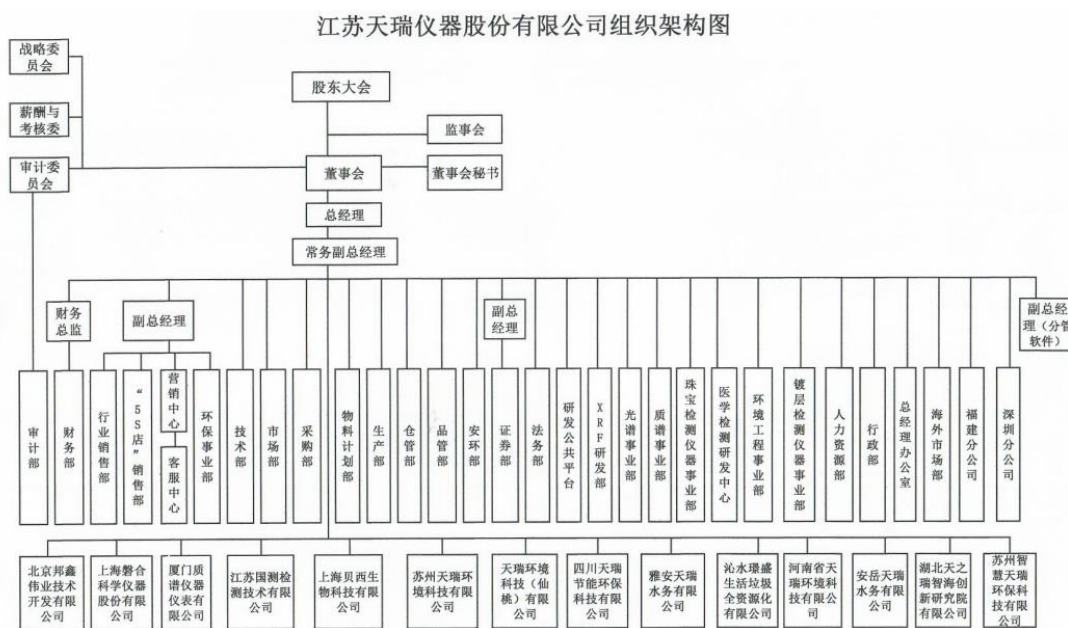 江苏天瑞仪器股份有限公司组织架构图
战略委
员会
薪酬与
考核委
审计委
员会
股东大会
监事会
董事会
董事会秘书
总经理
常务副总经理
财务
总监
副总经理
副总
经理
副总经
理（分管
软件）
审计部
财务部
行业销售部
“5S店”销售部
营销中心
客服中心
环保事业部
技术部
市场部
采购部
物料计划部
生产部
仓管部
品管部
安环部
证券部
法务部
研发公共平台
XRF研发部
光谱事业部
质谱事业部
珠宝检测仪器事业部
医学检测研发中心
环境工程事业部
镀层检测仪器事业部
人力资源部
行政部
总经理办公室
海外市场部
福建分公司
深圳分公司
北京邦鑫
伟业技术
开发有限公司
上海磐合
科学仪器
股份有限公司
厦门质
谱仪器
仪表有限
公司
江苏国测检
测技术有限
公司
上海贝西生
物科技有限
公司
苏州天瑞环
境科技有限
公司
天瑞环境
科技（仙
桃）有限
公司
四川天瑞
节能环保
科技有限
公司
雅安天瑞
水务有限
公司
沁水璟盛
生活垃圾
全资源化
有限公司
河南省天
瑞环境科
技有限公
司
安岳天瑞
水务有限
公司
湖北天之
瑞智海创
新研究院
有限公司
苏州智
慧天瑞
环保科
技有限
公司